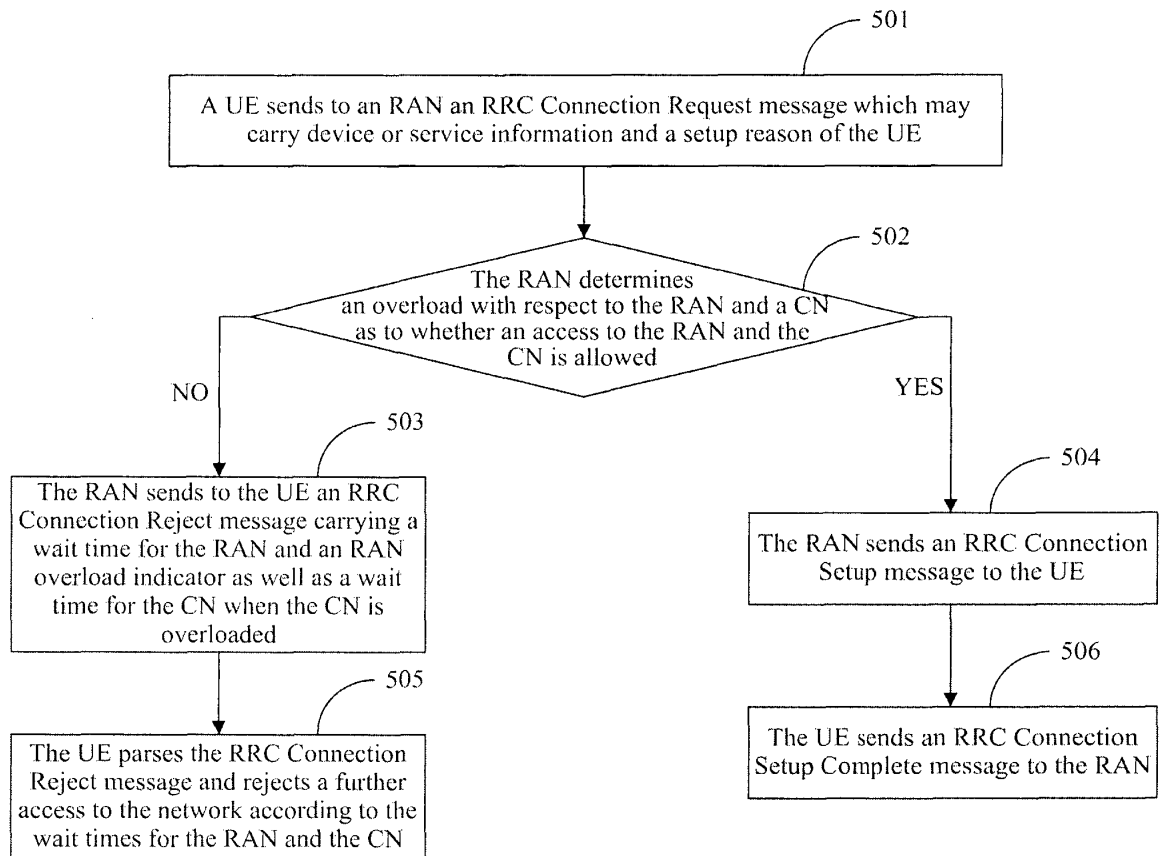 501
A UE sends to an RAN an RRC Connection Request message which may
carry device or service information and a setup reason of the UE
502
The RAN determines
an overload with respect to the RAN and a CN
as to whether an access to the RAN and the
CN is allowed
NO
YES
503
The RAN sends to the UE an RRC
Connection Reject message carrying a
wait time for the RAN and an RAN
overload indicator as well as a wait
time for the CN when the CN is
overloaded
504
The RAN sends an RRC Connection
Setup message to the UE
505
The UE parses the RRC Connection
Reject message and rejects a further
access to the network according to the
wait times for the RAN and the CN
506
The UE sends an RRC Connection
Setup Complete message to the RAN